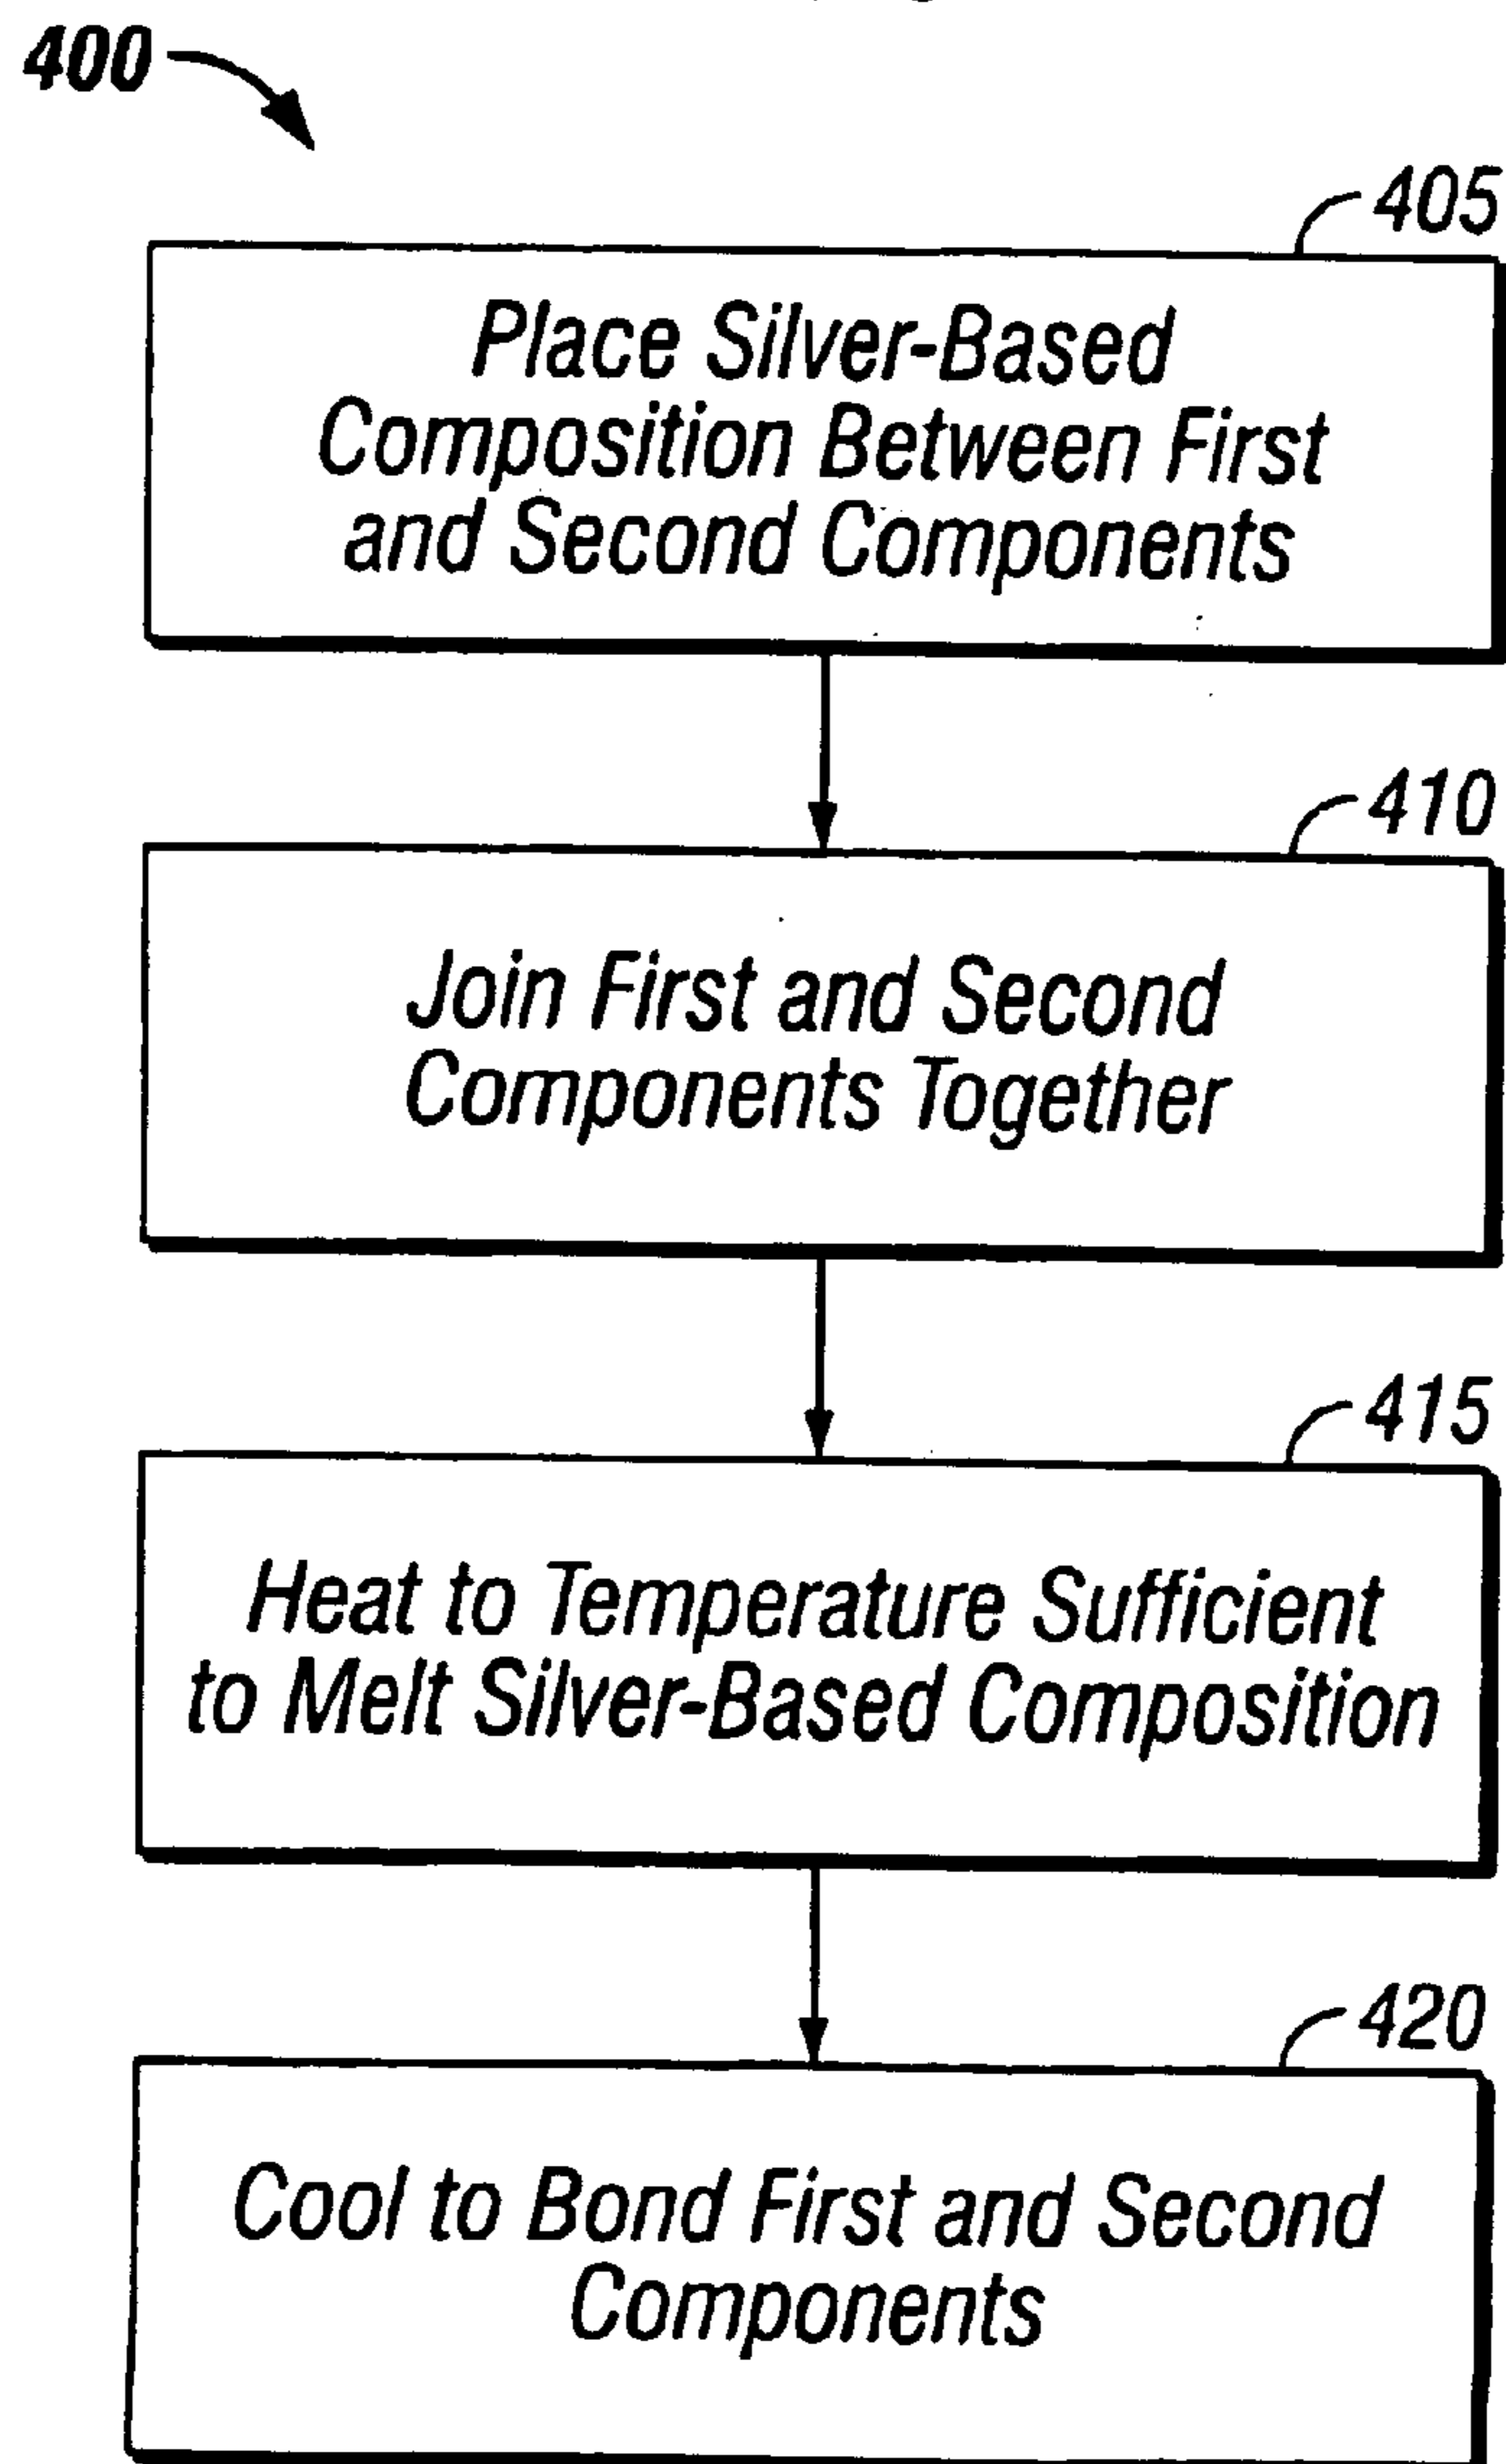 400
405
Place Silver-Based
Composition Between First
and Second Components
410
Join First and Second
Components Together
415
Heat to Temperature Sufficient
to Melt Silver-Based Composition
420
Cool to Bond First and Second
Components